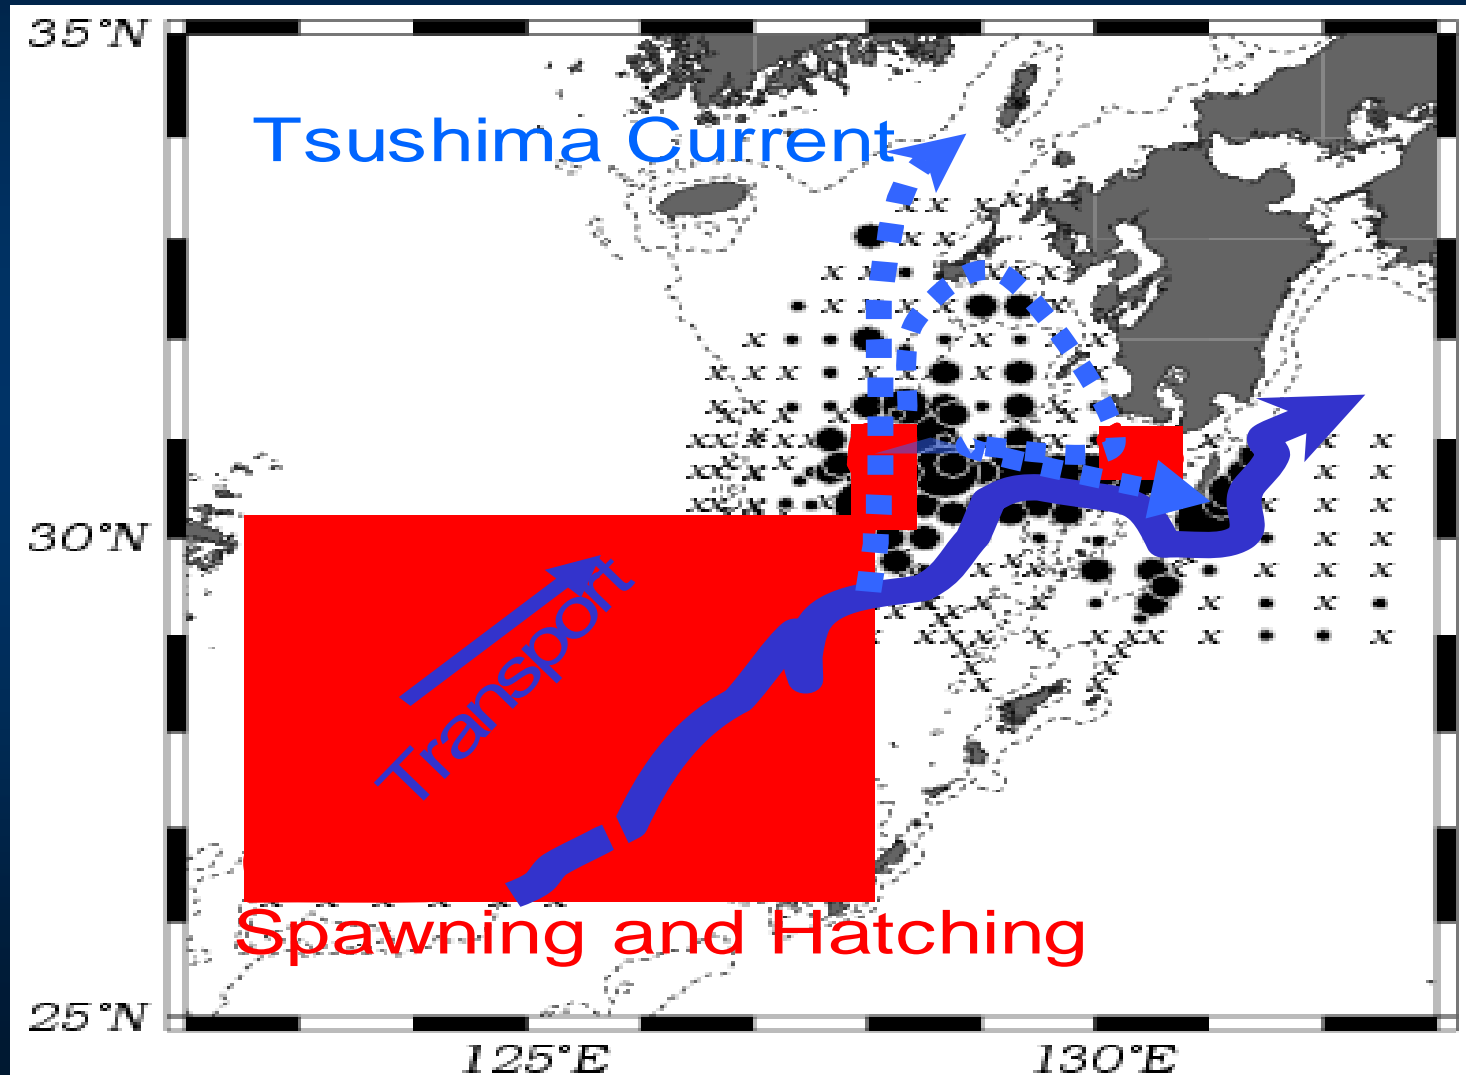 35°N
Tsushima Current
30°N
Transport
Spawning and Hatching
25°N
125°E
130°E